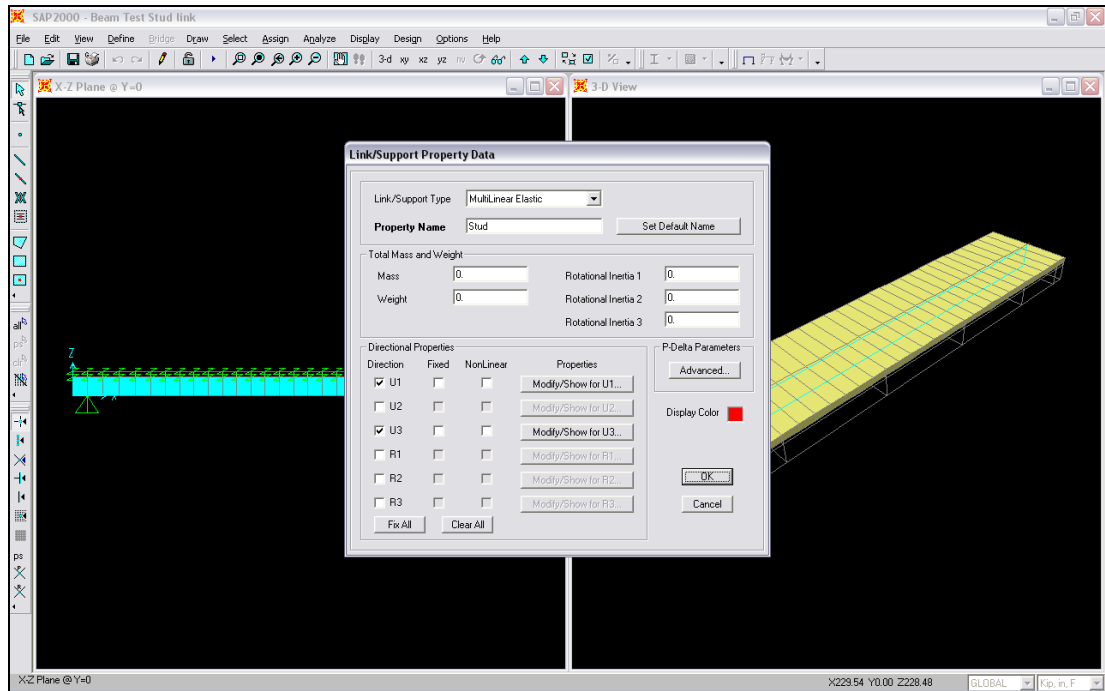 SAP2000 - Beam Test Stud link
File Edit View Define Bridge Draw Select Assign Analyze Display Design Options Help
3-d xy xz yz nv
X-Z Plane @ Y=0
3-D View
all
ps
clr
ps
Z
Link/Support Property Data
Link/Support Type MultiLinear Elastic
Property Name Stud Set Default Name
Total Mass and Weight
Mass 0. Rotational Inertia 1 0.
Weight 0. Rotational Inertia 2 0.
Rotational Inertia 3 0.
Directional Properties
Direction Fixed NonLinear Properties
U1 Modify/Show for U1...
U2 Modify/Show for U2...
U3 Modify/Show for U3...
R1 Modify/Show for R1...
R2 Modify/Show for R2...
R3 Modify/Show for R3...
Fix All Clear All
P-Delta Parameters
Advanced...
Display Color
OK
Cancel
X-Z Plane @ Y=0
X229.54 Y0.00 Z228.48 GLOBAL Kip, in, F